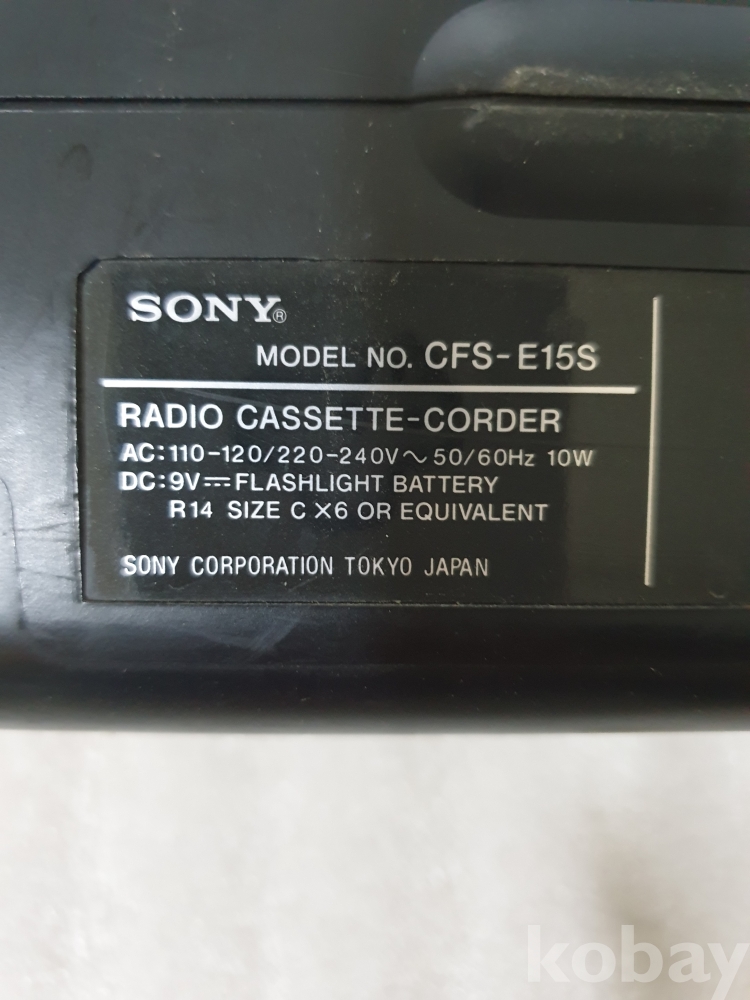 SONY®
MODEL NO. CFS-E15S
RADIO CASSETTE-CORDER
AC:110-120/220-240V～50/60Hz 10W
DC:9V⎓FLASHLIGHT BATTERY
R14 SIZE C X6 OR EQUIVALENT
SONY CORPORATION TOKYO JAPAN
kobay